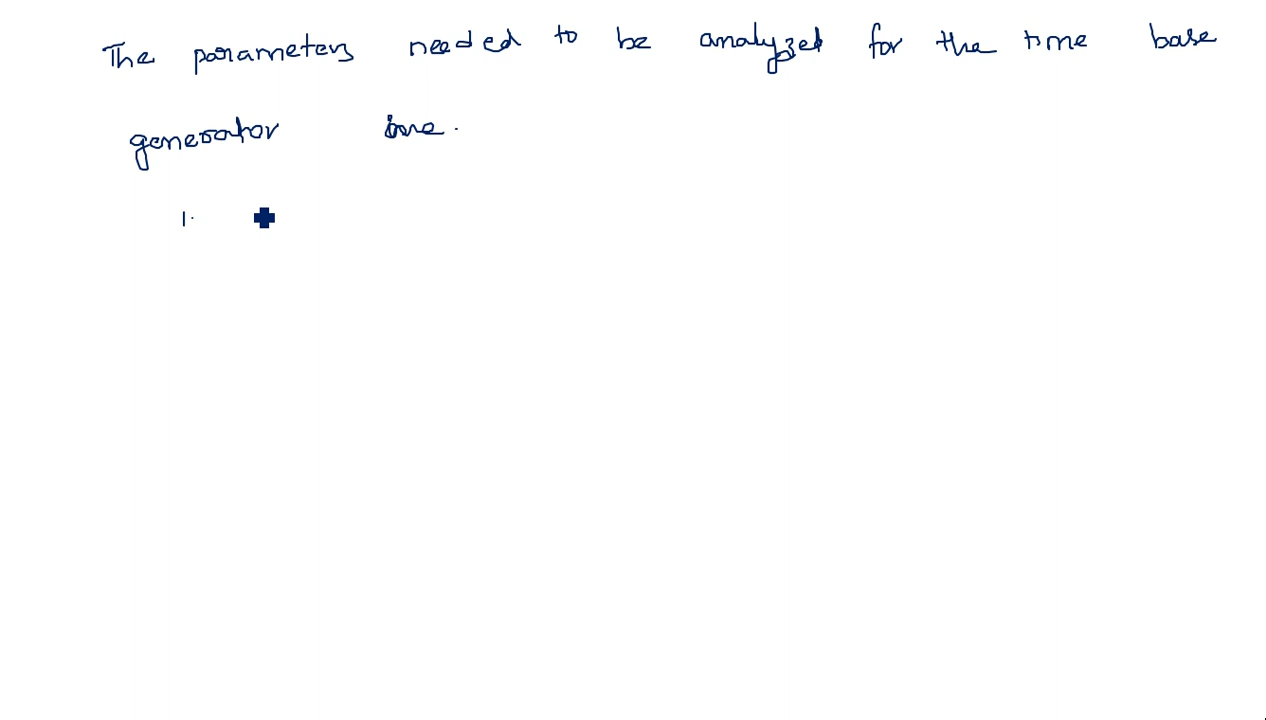 The parameters needed to be analyzed for the time base
generator are.
1.